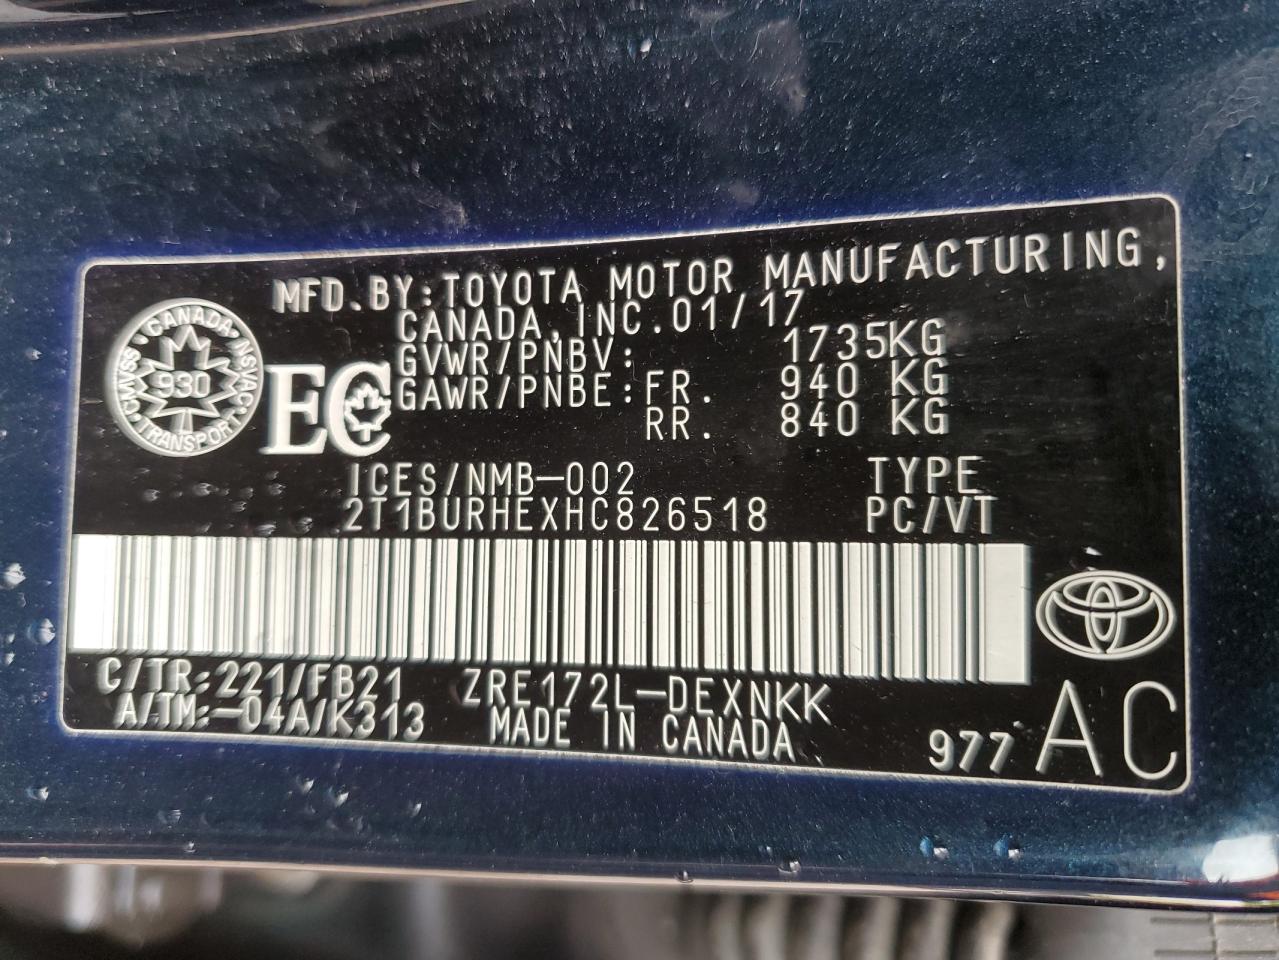 MFD.BY:TOYOTA MOTOR MANUFACTURING,
CANADA,INC.01/17
GVWR/PNBV: 1735KG
GAWR/PNBE:FR. 940 KG
RR. 840 KG
CANADA
930
TRANSPORT
NSVAC
CMVSS
EC
ICES/NMB-002 TYPE
2T1BURHEXHC826518 PC/VT
C/TR:221/FB21 ZRE172L-DEXNKK
A/TM:-04A/K313 MADE IN CANADA
977 AC